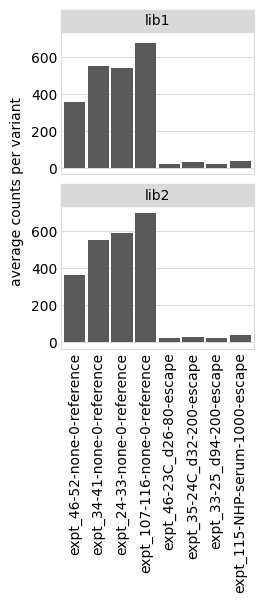 lib1
600
400
200
0
average counts per variant
lib2
600
400
200
0
expt_46-52-none-0-reference
expt_34-41-none-0-reference
expt_24-33-none-0-reference
expt_107-116-none-0-reference
expt_46-23C_d26-80-escape
expt_35-24C_d32-200-escape
expt_33-25_d94-200-escape
expt_115-NHP-serum-1000-escape